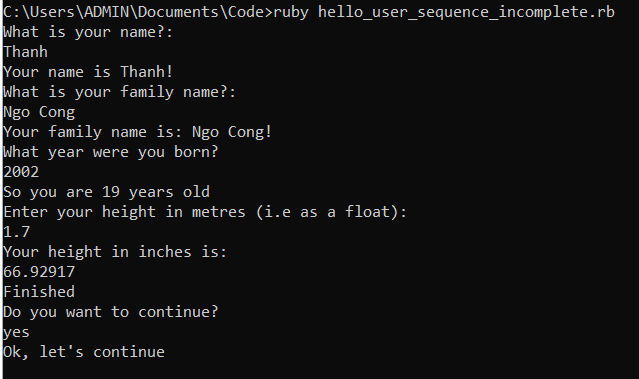 C:\Users\ADMIN\Documents\Code>ruby hello_user_sequence_incomplete.rb
What is your name?:
Thanh
Your name is Thanh!
What is your family name?:
Ngo Cong
Your family name is: Ngo Cong!
What year were you born?
2002
So you are 19 years old
Enter your height in metres (i.e as a float):
1.7
Your height in inches is:
66.92917
Finished
Do you want to continue?
yes
Ok, let's continue